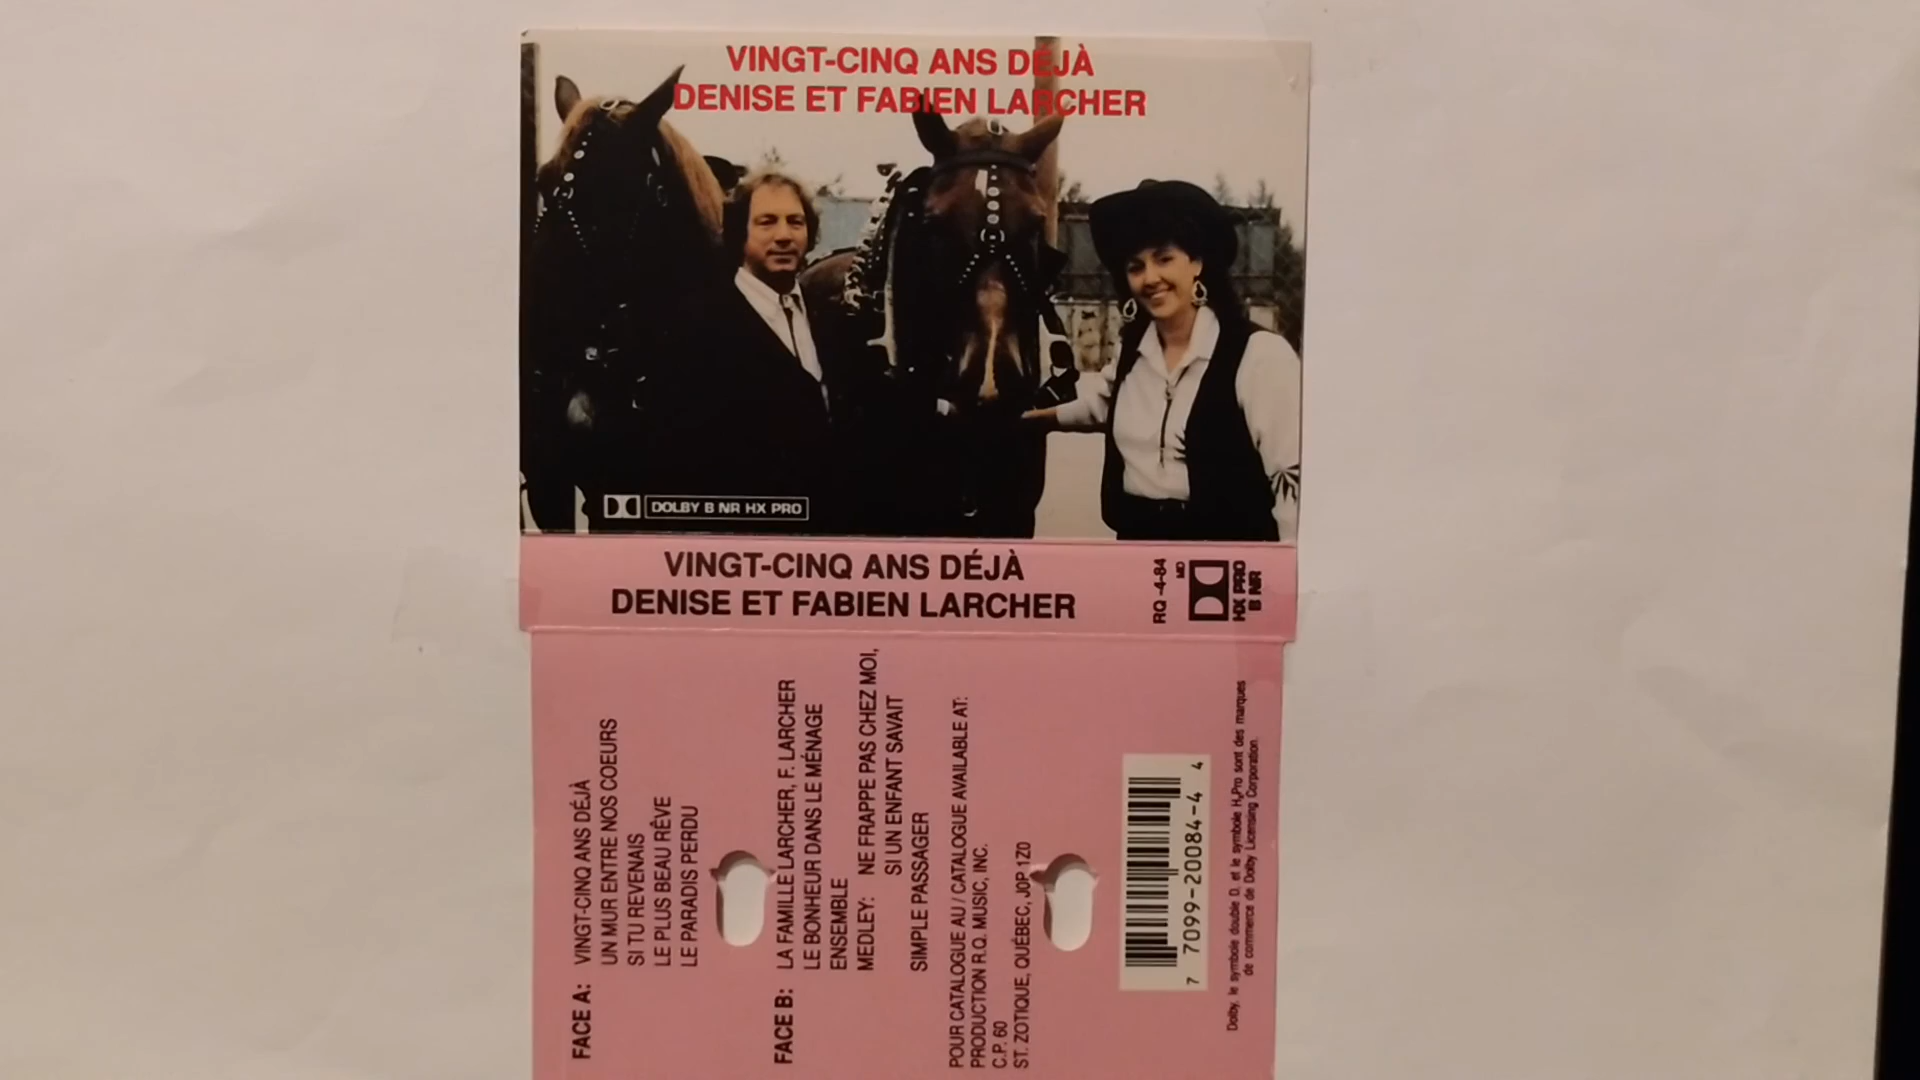 VINGT-CINQ ANS DÉJÀ
DENISE ET FABIEN LARCHER
DOLBY B NR HX PRO
VINGT-CINQ ANS DÉJÀ
DENISE ET FABIEN LARCHER
RQ -4-84
MD
HX PRO
B NR
FACE A: VINGT-CINQ ANS DÉJÀ
UN MUR ENTRE NOS COEURS
SI TU REVENAIS
LE PLUS BEAU RÊVE
LE PARADIS PERDU
FACE B: LA FAMILLE LARCHER, F. LARCHER
LE BONHEUR DANS LE MÉNAGE
ENSEMBLE
MEDLEY: NE FRAPPE PAS CHEZ MOI,
SI UN ENFANT SAVAIT
SIMPLE PASSAGER
POUR CATALOGUE AU / CATALOGUE AVAILABLE AT:
PRODUCTION R.Q. MUSIC, INC.
C.P. 60
ST. ZOTIQUE, QUÉBEC, J0P 1Z0
7 7099-20084-4 4
Dolby, le symbole double D, et le symbole HxPro sont des marques
de commerce de Dolby Licensing Corporation.